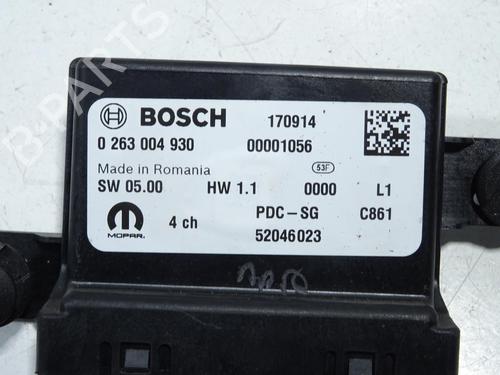 BOSCH 170914
0 263 004 930 00001056
Made in Romania 53F
SW 05.00 HW 1.1 0000 L1
MOPAR. 4 ch PDC-SG C861
52046023
B-PARTS